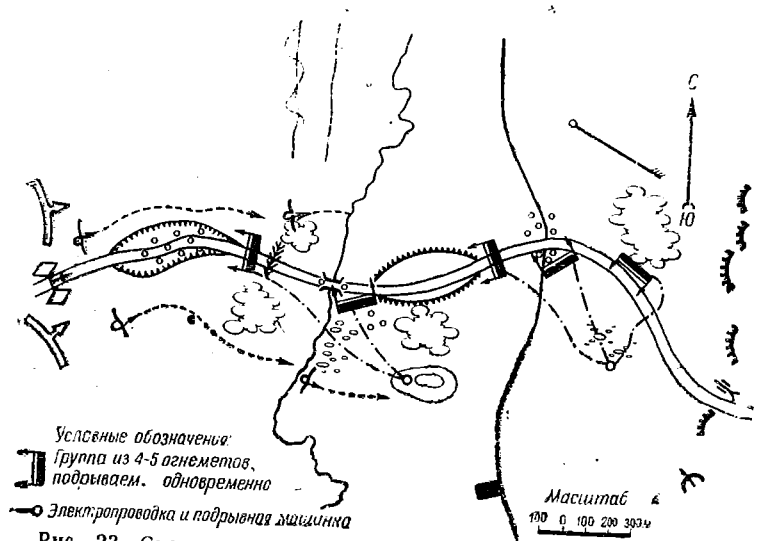 С
Ю
Условные обозначения:
Группа из 4-5 огнеметов,
подрываем. одновременно
Электропроводка и подрывная машинка
Масштаб
100 0 100 200 300м
Рис. 23.